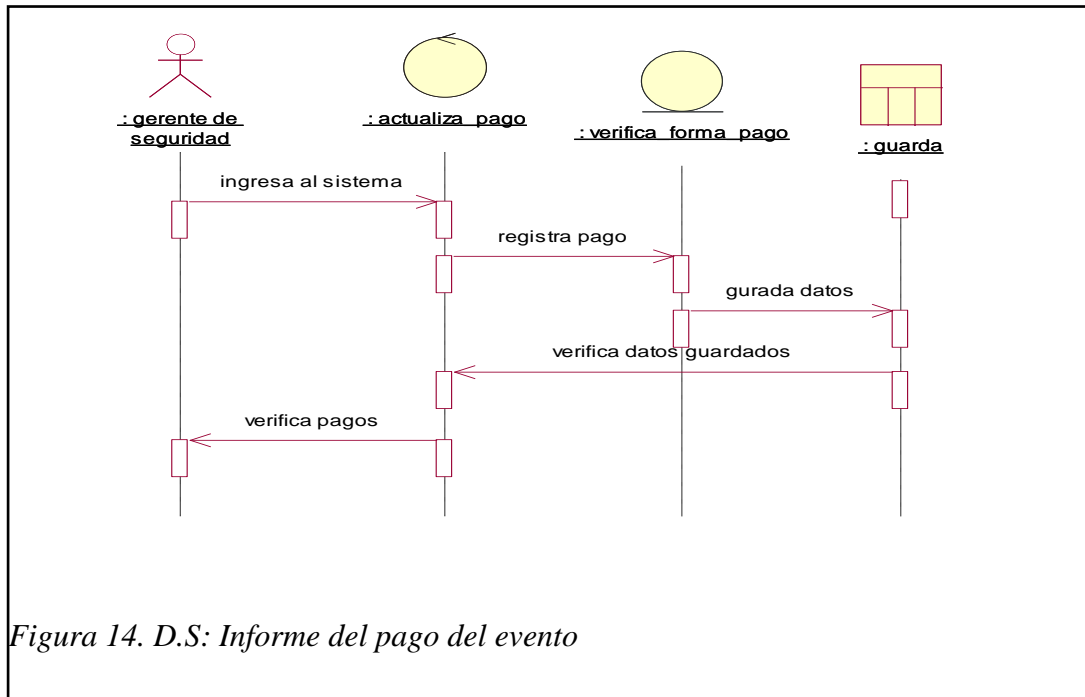 : gerente de
seguridad
: actualiza_pago
: verifica_forma_pago
: guarda
ingresa al sistema
registra pago
gurada datos
verifica datos guardados
verifica pagos
Figura 14. D.S: Informe del pago del evento